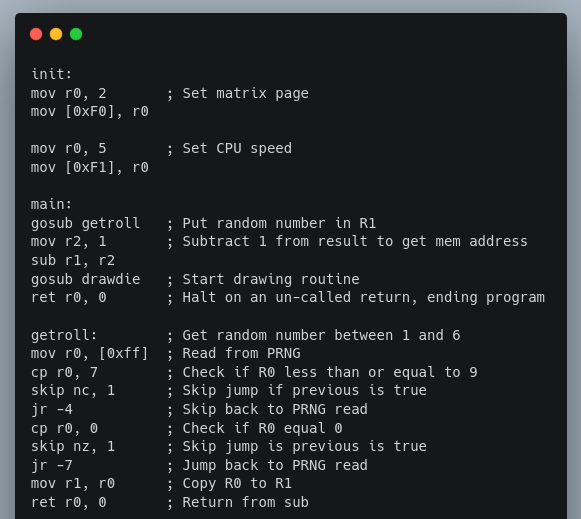 init:
mov r0, 2       ; Set matrix page
mov [0xF0], r0
mov r0, 5       ; Set CPU speed
mov [0xF1], r0
main:
gosub getroll   ; Put random number in R1
mov r2, 1       ; Subtract 1 from result to get mem address
sub r1, r2
gosub drawdie   ; Start drawing routine
ret r0, 0       ; Halt on an un-called return, ending program
getroll:        ; Get random number between 1 and 6
mov r0, [0xff]  ; Read from PRNG
cp r0, 7        ; Check if R0 less than or equal to 9
skip nc, 1      ; Skip jump if previous is true
jr -4           ; Skip back to PRNG read
cp r0, 0        ; Check if R0 equal 0
skip nz, 1      ; Skip jump is previous is true
jr -7           ; Jump back to PRNG read
mov r1, r0      ; Copy R0 to R1
ret r0, 0       ; Return from sub